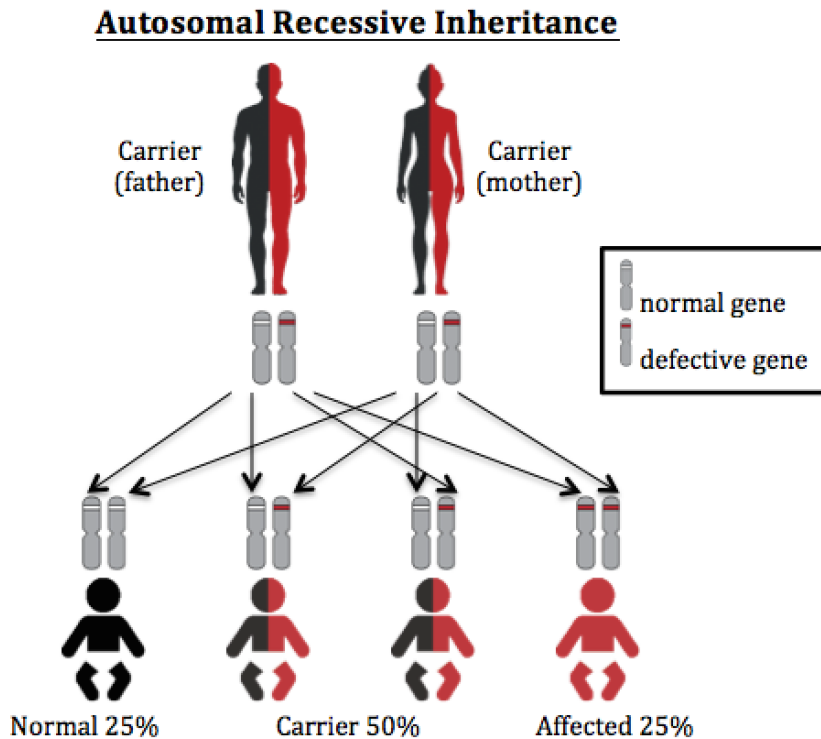 Autosomal Recessive Inheritance
Carrier
(father)
Carrier
(mother)
normal gene
defective gene
Normal 25%
Carrier 50%
Affected 25%